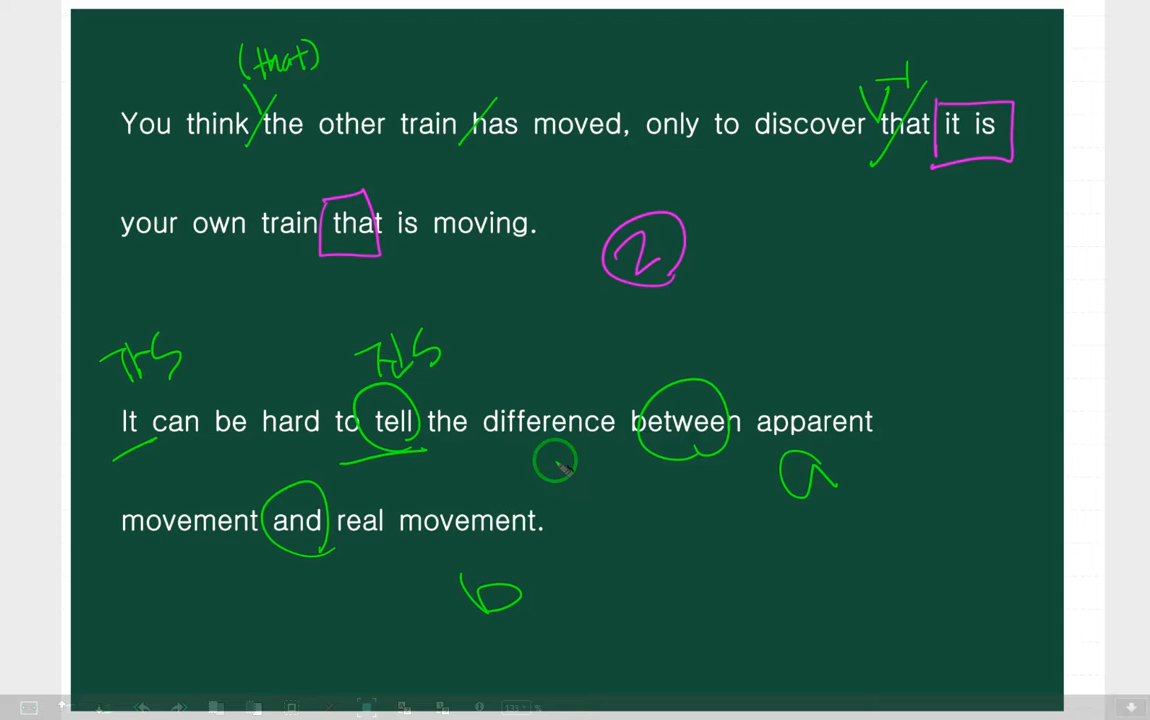 (that)
You think the other train has moved, only to discover that it is
your own train that is moving.
2
It can be hard to tell the difference between apparent
a
movement and real movement.
b
133 %